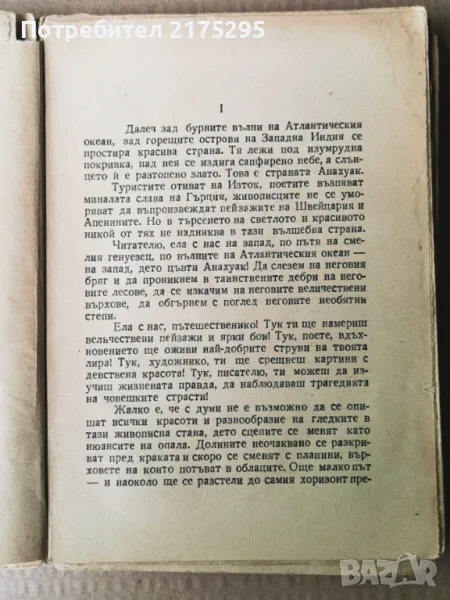 Потребител 2175295
I
Далеч зад бурните вълни на Атлантическия
океан, зад горещите острови на Западна Индия се
простира красива страна. Тя лежи под изумрудна
покривка, над нея се издига сапфирено небе, а слън-
цето ѝ е разтопено злато. Това е страната Анахуак.
Туристите отиват на Изток, поетите възпяват
миналата слава на Гърция, живописците не се умо-
ряват да възпроизвеждат пейзажите на Швейцария и
Апенините. Но в търсенето на светлото и красивото
никой от тях не надниква в тази вълшебна страна.
Читателю, ела с нас на запад, по пътя на сме-
лия генуезец, по вълните на Атлантическия океан —
на запад, дето цъвти Анахуак! Да слезем на неговия
бряг и да проникнем в таинствените дебри на него-
вите лесове, да се изкачим на неговите величествени
върхове, да обгърнем с поглед неговите необятни
степи.
Ела с нас, пътешественико! Тук ти ще намериш
величествени пейзажи и ярки бои! Тук, поете, вдъх-
новението ще оживи най-добрите струни на твоята
лира! Тук, художнико, ти ще срещнеш картини с
девствена красота! Тук, писателю, ти можеш да из-
учиш жизнената правда, да наблюдаваш трагедията
на човешките страсти!
Жалко е, че с думи не е възможно да се опи-
шат всички красоти и разнообразие на гледките в
тази живописна стана, дето сцените се менят като
нюансите на опала. Долините неочаквано се разкри-
ват пред краката и скоро се сменят с планини, вър-
ховете на които потъват в облаците. Още малко път
— и наоколо ще се разстели до самия хоризонт пре-
BAZAR.bg